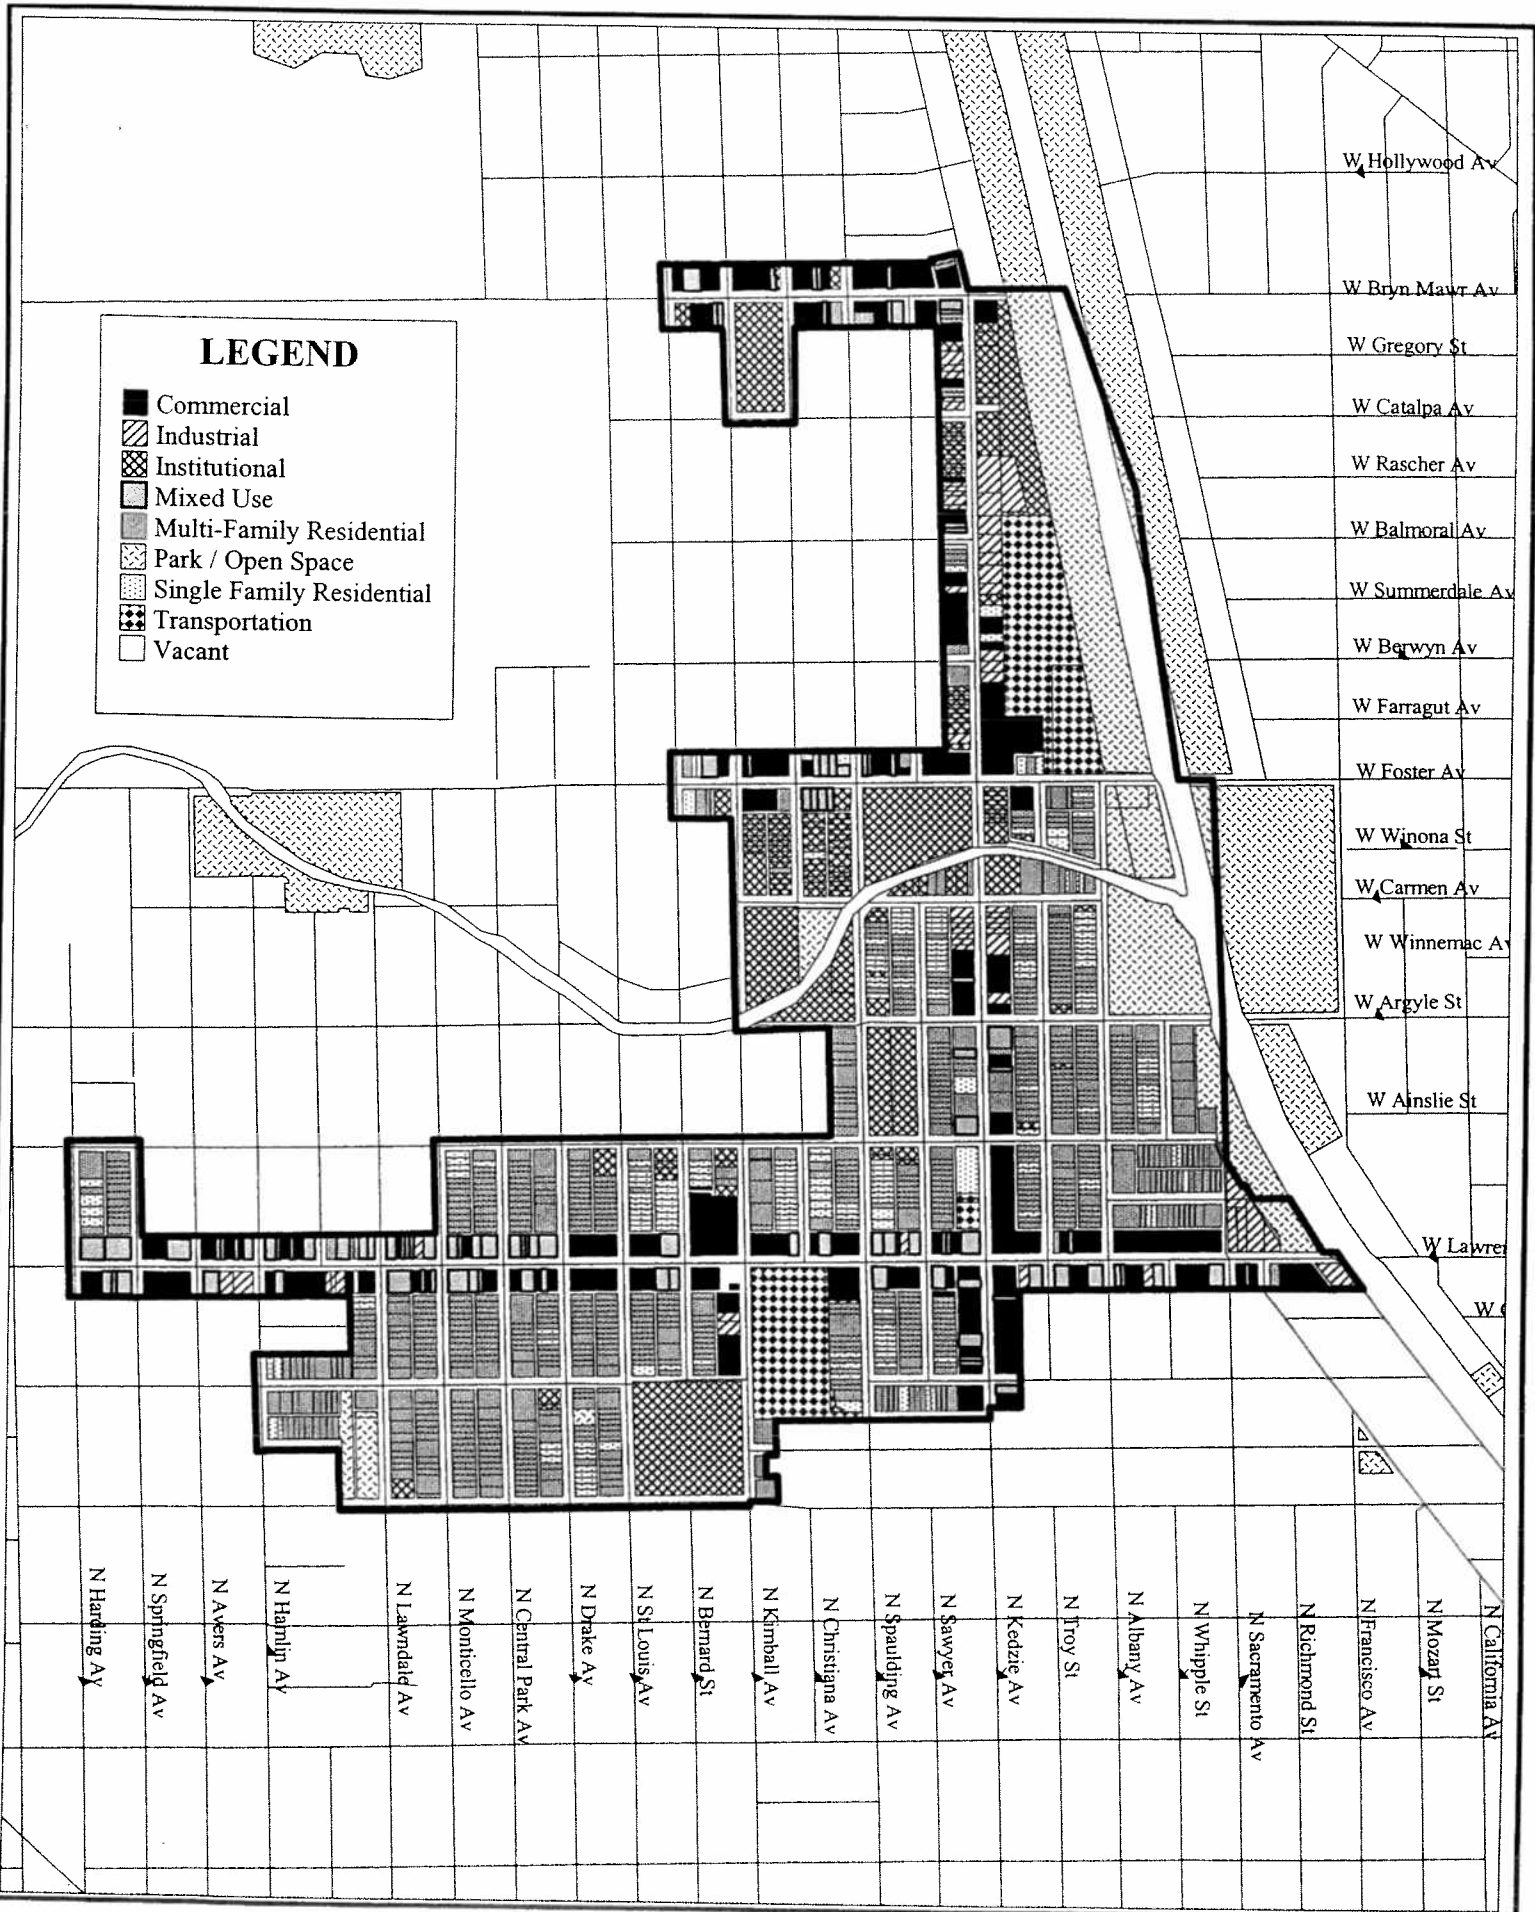 W Hollywood Av
W Bryn Mawr Av
LEGEND
Commercial
Industrial
Institutional
Mixed Use
Multi-Family Residential
Park / Open Space
Single Family Residential
Transportation
Vacant
W Gregory St
W Catalpa Av
W Rascher Av
W Balmoral Av
W Summerdale Av
W Berwyn Av
W Farragut Av
W Foster Av
W Winona St
W Carmen Av
W Winnemac Av
W Argyle St
W Ainslie St
W Lawre
W
N Harding Av
N Springfield Av
N Avers Av
N Hamlin Av
N Lawndale Av
N Monticello Av
N Central Park Av
N Drake Av
N St Louis Av
N Bernard St
N Kimball Av
N Christiana Av
N Spaulding Av
N Sawyer Av
N Kedzie Av
N Troy St
N Albany Av
N Whipple St
N Sacramento Av
N Richmond St
N Francisco Av
N Mozart St
N California Av